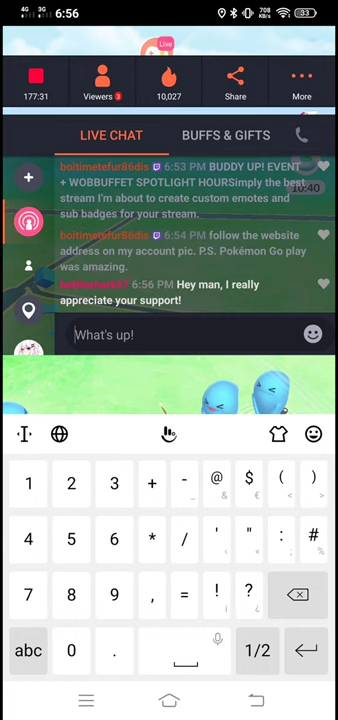 4G 3G 6:56 708 KB/s 33
Live
177:31 Viewers 3 10,027 Share More
LIVE CHAT BUFFS & GIFTS
boitimetefur86dis 6:53 PM BUDDY UP! EVENT
+ WOBBUFFET SPOTLIGHT HOURSimply the best
10:40
stream I'm about to create custom emotes and
sub badges for your stream.
boitimetefur86dis 6:54 PM follow the website
address on my account pic. P.S. Pokémon Go play
was amazing.
6:56 PM Hey man, I really
appreciate your support!
What's up!
1 2 3 + - _ @ & $ € ( < ) >
4 5 6 * / ' ‹ " « : ; # %
7 8 9 , = ! ¡ ? ¿
abc 0 . 1/2